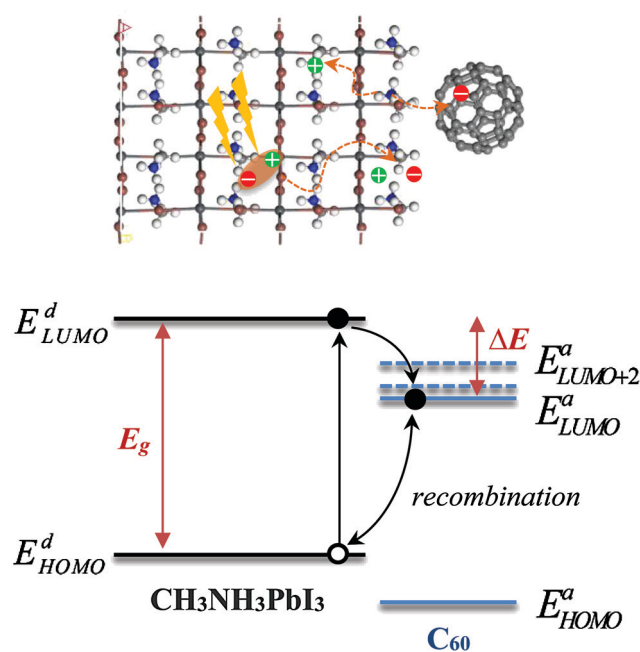 A
B
+
−
+
−
+
−
E^d_LUMO
ΔE
E^a_LUMO+2
E^a_LUMO
E_g
recombination
E^d_HOMO
CH₃NH₃PbI₃
E^a_HOMO
C₆₀